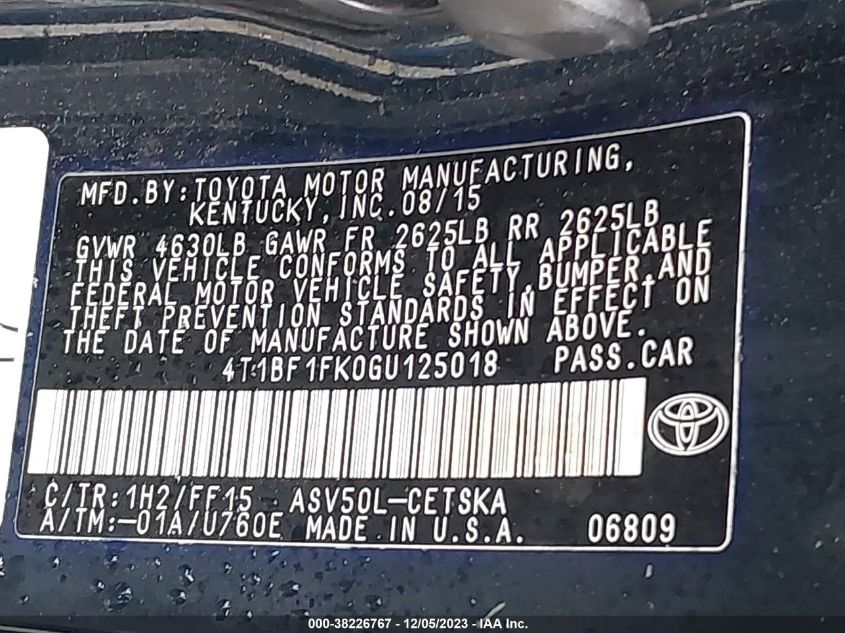 MFD. BY: TOYOTA MOTOR MANUFACTURING,
KENTUCKY, INC. 08/15
GVWR 4630LB GAWR FR 2625LB RR 2625LB
THIS VEHICLE CONFORMS TO ALL APPLICABLE
FEDERAL MOTOR VEHICLE SAFETY, BUMPER, AND
THEFT PREVENTION STANDARDS IN EFFECT ON
THE DATE OF MANUFACTURE SHOWN ABOVE.
4T1BF1FK0GU125018 PASS. CAR
C/TR: 1H2/FF15 ASV50L-CETSKA
A/TM:-01A/U760E MADE IN U.S.A. 06809
000-38226767 - 12/05/2023 - IAA Inc.